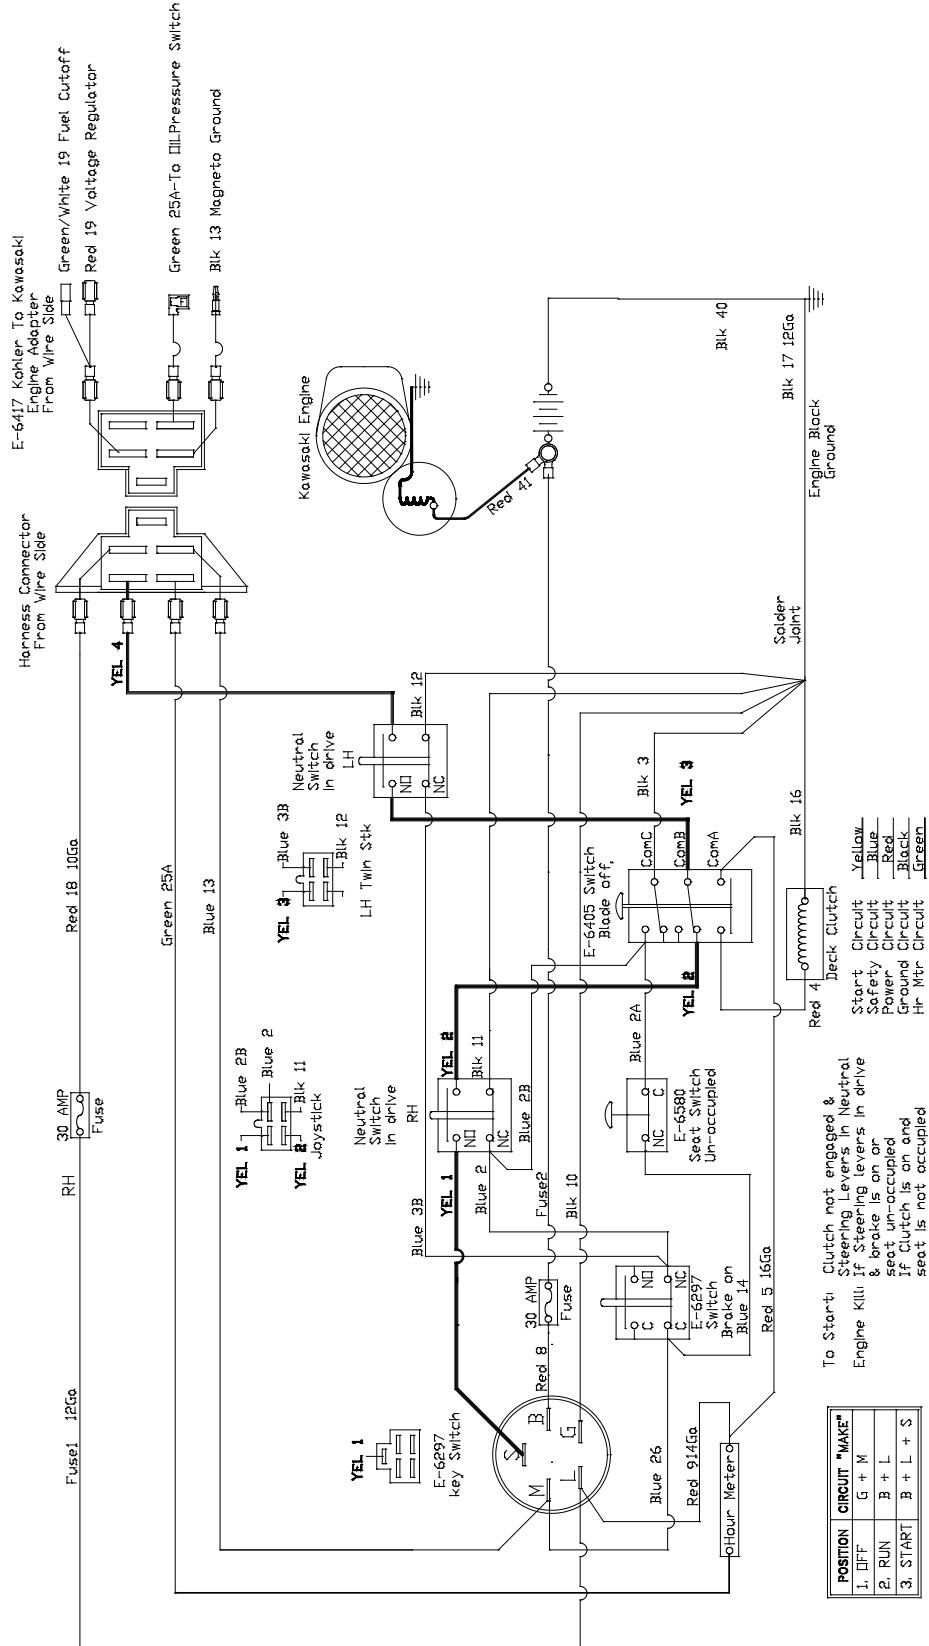 E-6417 Kohler To Kawasaki
Engine Adapter
From Wire Side
Green/White 19 Fuel Cutoff
Red 19 Voltage Regulator
Green 25A-To OILPressure Switch
Blk 13 Magneto Ground
Harness Connector
From Wire Side
YEL 4
Red 18 10Ga
Green 25A
Blue 13
RH
30 AMP
Fuse
Fuse1 12Ga
Kawasaki Engine
Red 41
Blk 40
Blk 17 12Ga
Engine Block
Ground
Solder
Joint
Neutral
Switch
In drive
LH
NO
NC
Blk 12
YEL 3
Blue 3B
Blk 12
LH Twin Stk
Blk 3
YEL 3
ComC
ComB
ComA
E-6405 Switch
Blade off,
Blk 16
Deck Clutch
Red 4
YEL 2
YEL 1
Blue 2B
Blue 2
Blk 11
YEL 2
Joystick
Neutral
Switch
In drive
RH
NO
NC
YEL 2
Blk 11
Blue 2B
Blue 2A
C
NC
E-6580
Seat Switch
Un-occupied
YEL 1
Blue 2
Fuse2
Blk 10
Blue 3B
30 AMP
Fuse
Red 8
NO
NC
C
C
E-6297
Switch
Brake on
Blue 14
Red 5 16Ga
YEL 1
E-6297
key Switch
S
B
M
G
L
Blue 26
Red 914Ga
Hour Meter
Start Circuit Yellow
Safety Circuit Blue
Power Circuit Red
Ground Circuit Black
Hr Mtr Circuit Green
To Start: Clutch not engaged &
Steering Levers In Neutral
Engine Kill: If Steering levers In drive
& brake is on or
seat un-occupied
If Clutch is on and
seat is not occupied
POSITION CIRCUIT "MAKE"
1. OFF G + M
2. RUN B + L
3. START B + L + S